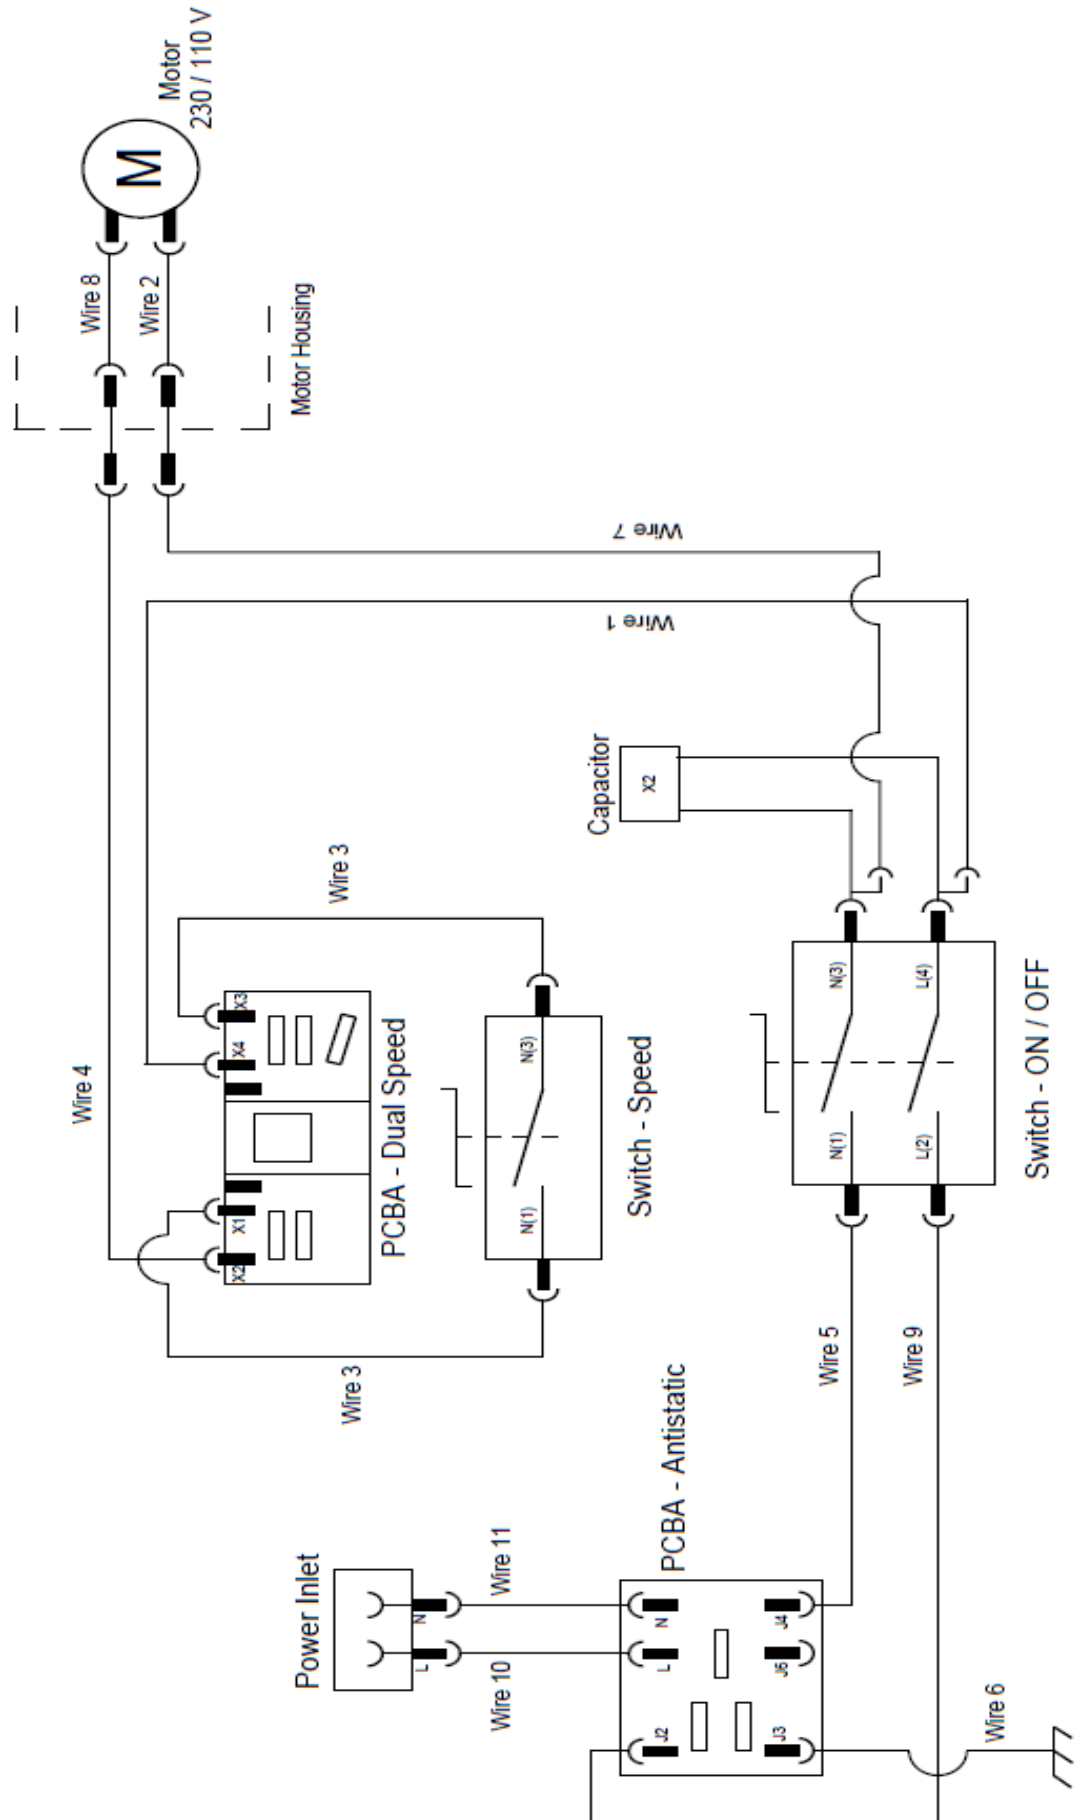 Motor
230 / 110 V
M
Wire 8
Wire 2
Motor Housing
Wire 7
Wire 1
Capacitor
X2
Wire 3
Wire 4
X3
X4
X1
X2
PCBA - Dual Speed
N(3)
N(1)
Switch - Speed
Wire 3
N(3)
L(4)
N(1)
L(2)
Switch - ON / OFF
Wire 5
Wire 9
PCBA - Antistatic
Power Inlet
N
L
Wire 11
Wire 10
N
L
J2
J4
J5
J3
Wire 6